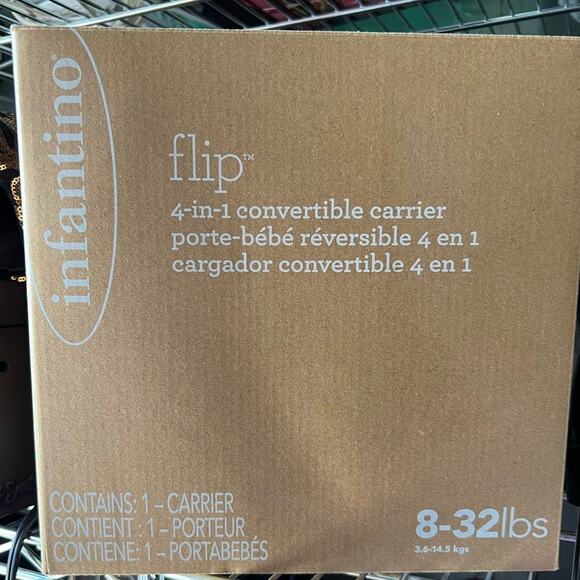 infantino
flip™
4-in-1 convertible carrier
porte-bébé réversible 4 en 1
cargador convertible 4 en 1
CONTAINS: 1 – CARRIER
CONTIENT : 1 – PORTEUR
CONTIENE: 1 – PORTABEBÉS
8-32lbs
3.6-14.5 kgs